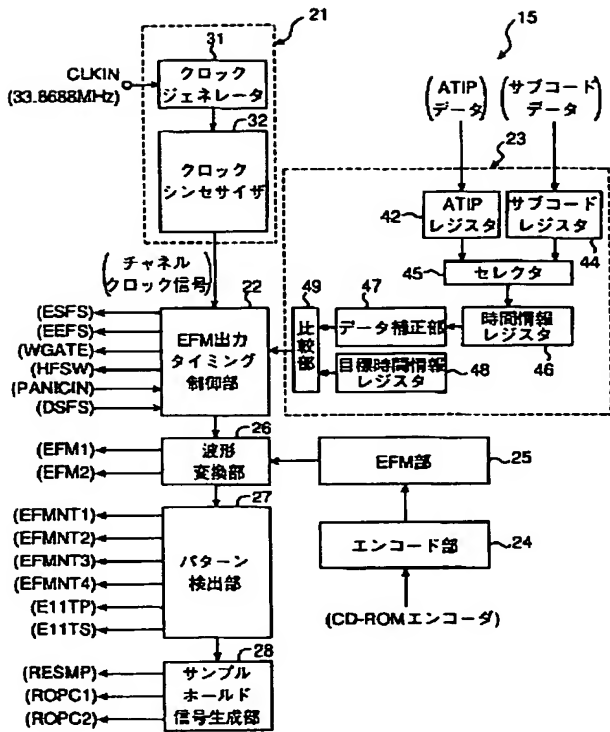 21
15
31
CLKIN
(33.8688MHz)
クロック
ジェネレータ
32
クロック
シンセサイザ
(ATIP
データ)
(サブコード
データ)
23
42
ATIP
レジスタ
サブコード
レジスタ
44
45
セレクタ
(チャネル
クロック信号)
22
49
47
比較部
データ補正部
時間情報
レジスタ
46
目標時間情報
レジスタ
48
(ESFS)
(EEFS)
(WGATE)
(HFSW)
(PANICIN)
(DSFS)
EFM出力
タイミング
制御部
26
(EFM1)
(EFM2)
波形
変換部
EFM部
25
27
(EFMNT1)
(EFMNT2)
(EFMNT3)
(EFMNT4)
(E11TP)
(E11TS)
パターン
検出部
エンコード部
24
(CD-ROMエンコーダ)
28
(RESMP)
(ROPC1)
(ROPC2)
サンプル
ホールド
信号生成部